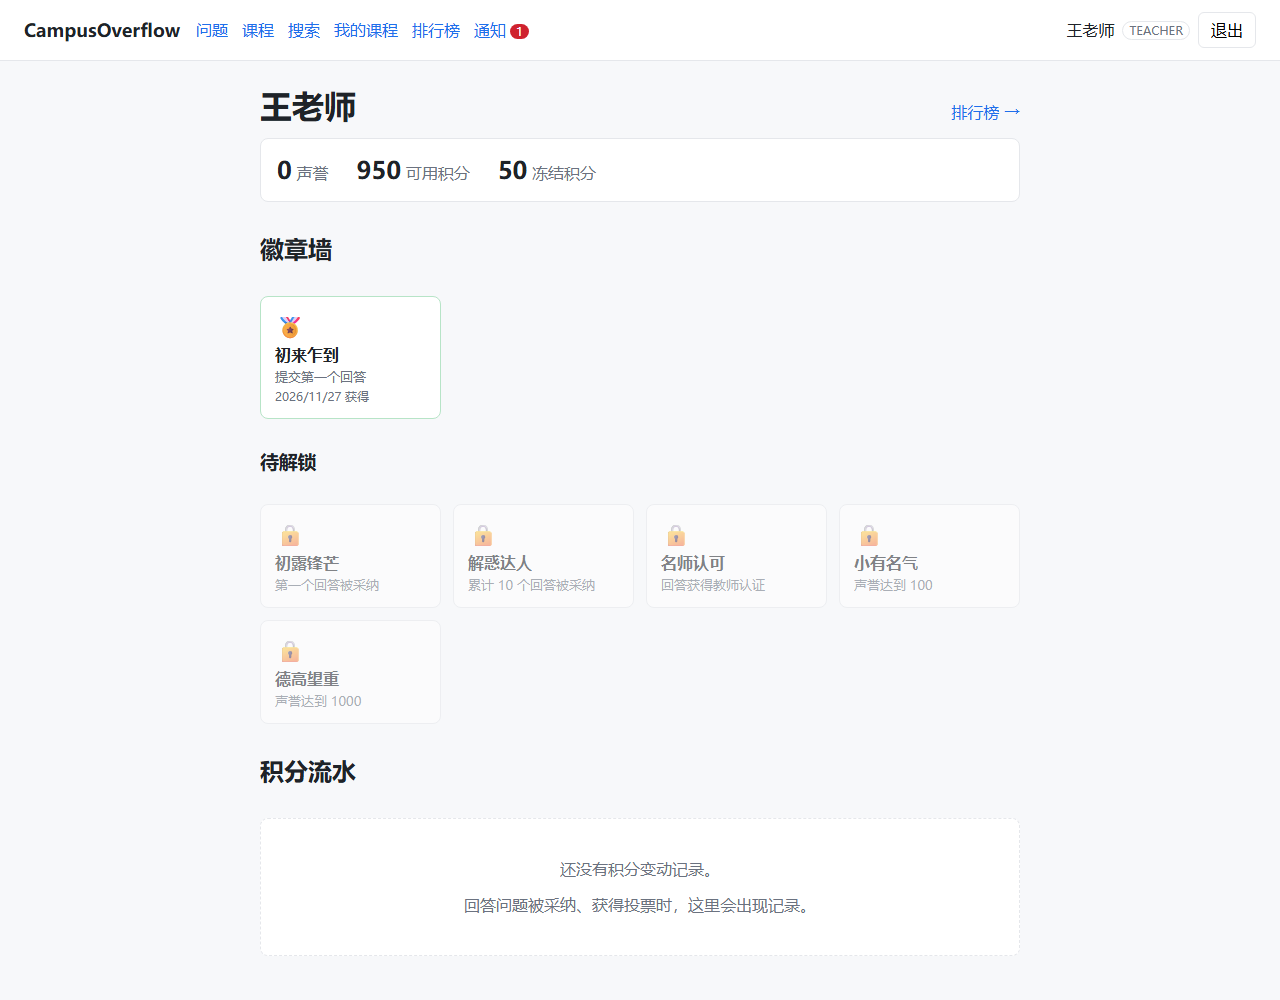 CampusOverflow 问题 课程 搜索 我的课程 排行榜 通知 1 王老师 TEACHER 退出
王老师 排行榜 →
0 声誉 950 可用积分 50 冻结积分
徽章墙
初来乍到
提交第一个回答
2026/11/27 获得
待解锁
初露锋芒
第一个回答被采纳
解惑达人
累计 10 个回答被采纳
名师认可
回答获得教师认证
小有名气
声誉达到 100
德高望重
声誉达到 1000
积分流水
还没有积分变动记录。
回答问题被采纳、获得投票时，这里会出现记录。